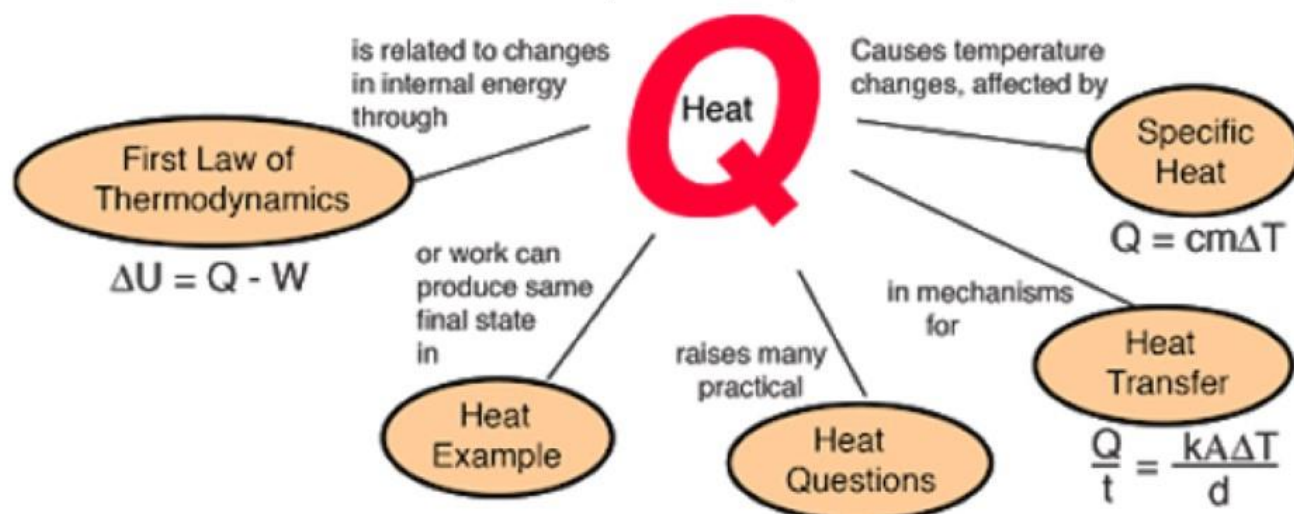 is related to changes
in internal energy
through
First Law of
Thermodynamics
ΔU = Q - W
Q
Heat
Causes temperature
changes, affected by
Specific
Heat
Q = cmΔT
or work can
produce same
final state
in
Heat
Example
raises many
practical
Heat
Questions
in mechanisms
for
Heat
Transfer
Q/t = kAΔT/d